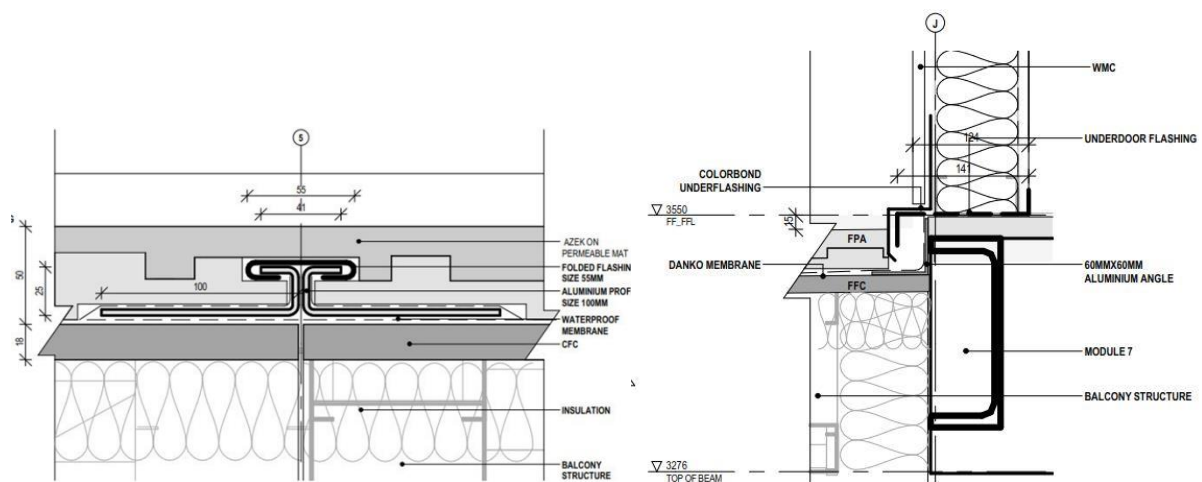 5
55
41
50
25
18
100
AZEK ON
PERMEABLE MAT
FOLDED FLASHIN
SIZE 55MM
ALUMINIUM PROF
SIZE 100MM
WATERPROOF
MEMBRANE
CFC
INSULATION
BALCONY
STRUCTURE
J
WMC
124
UNDERDOOR FLASHING
141
COLORBOND
UNDERFLASHING
3550
FF_FFL
15
FPA
DANKO MEMBRANE
FFC
60MMX60MM
ALUMINIUM ANGLE
MODULE 7
BALCONY STRUCTURE
3276
TOP OF BEAM